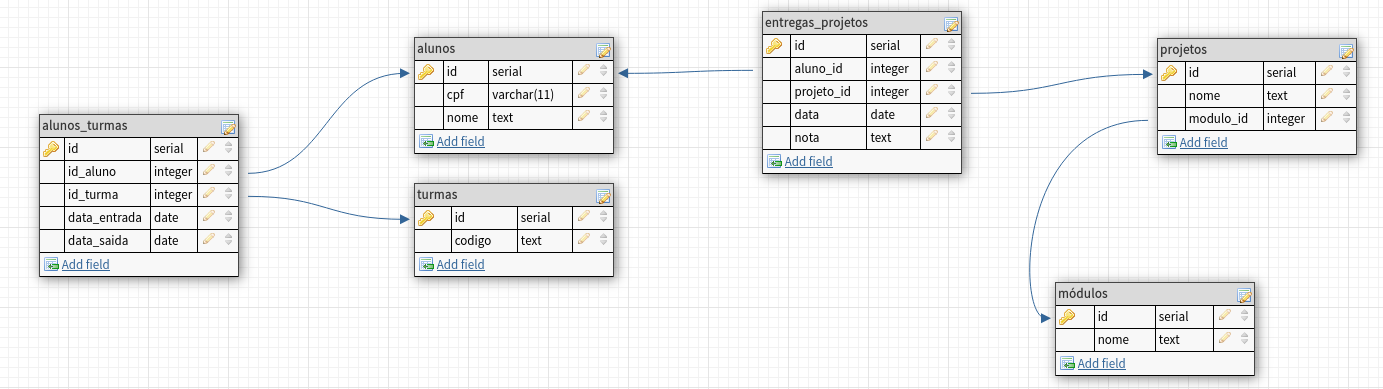 alunos_turmas
id serial
id_aluno integer
id_turma integer
data_entrada date
data_saida date
Add field
alunos
id serial
cpf varchar(11)
nome text
Add field
turmas
id serial
codigo text
Add field
entregas_projetos
id serial
aluno_id integer
projeto_id integer
data date
nota text
Add field
projetos
id serial
nome text
modulo_id integer
Add field
módulos
id serial
nome text
Add field